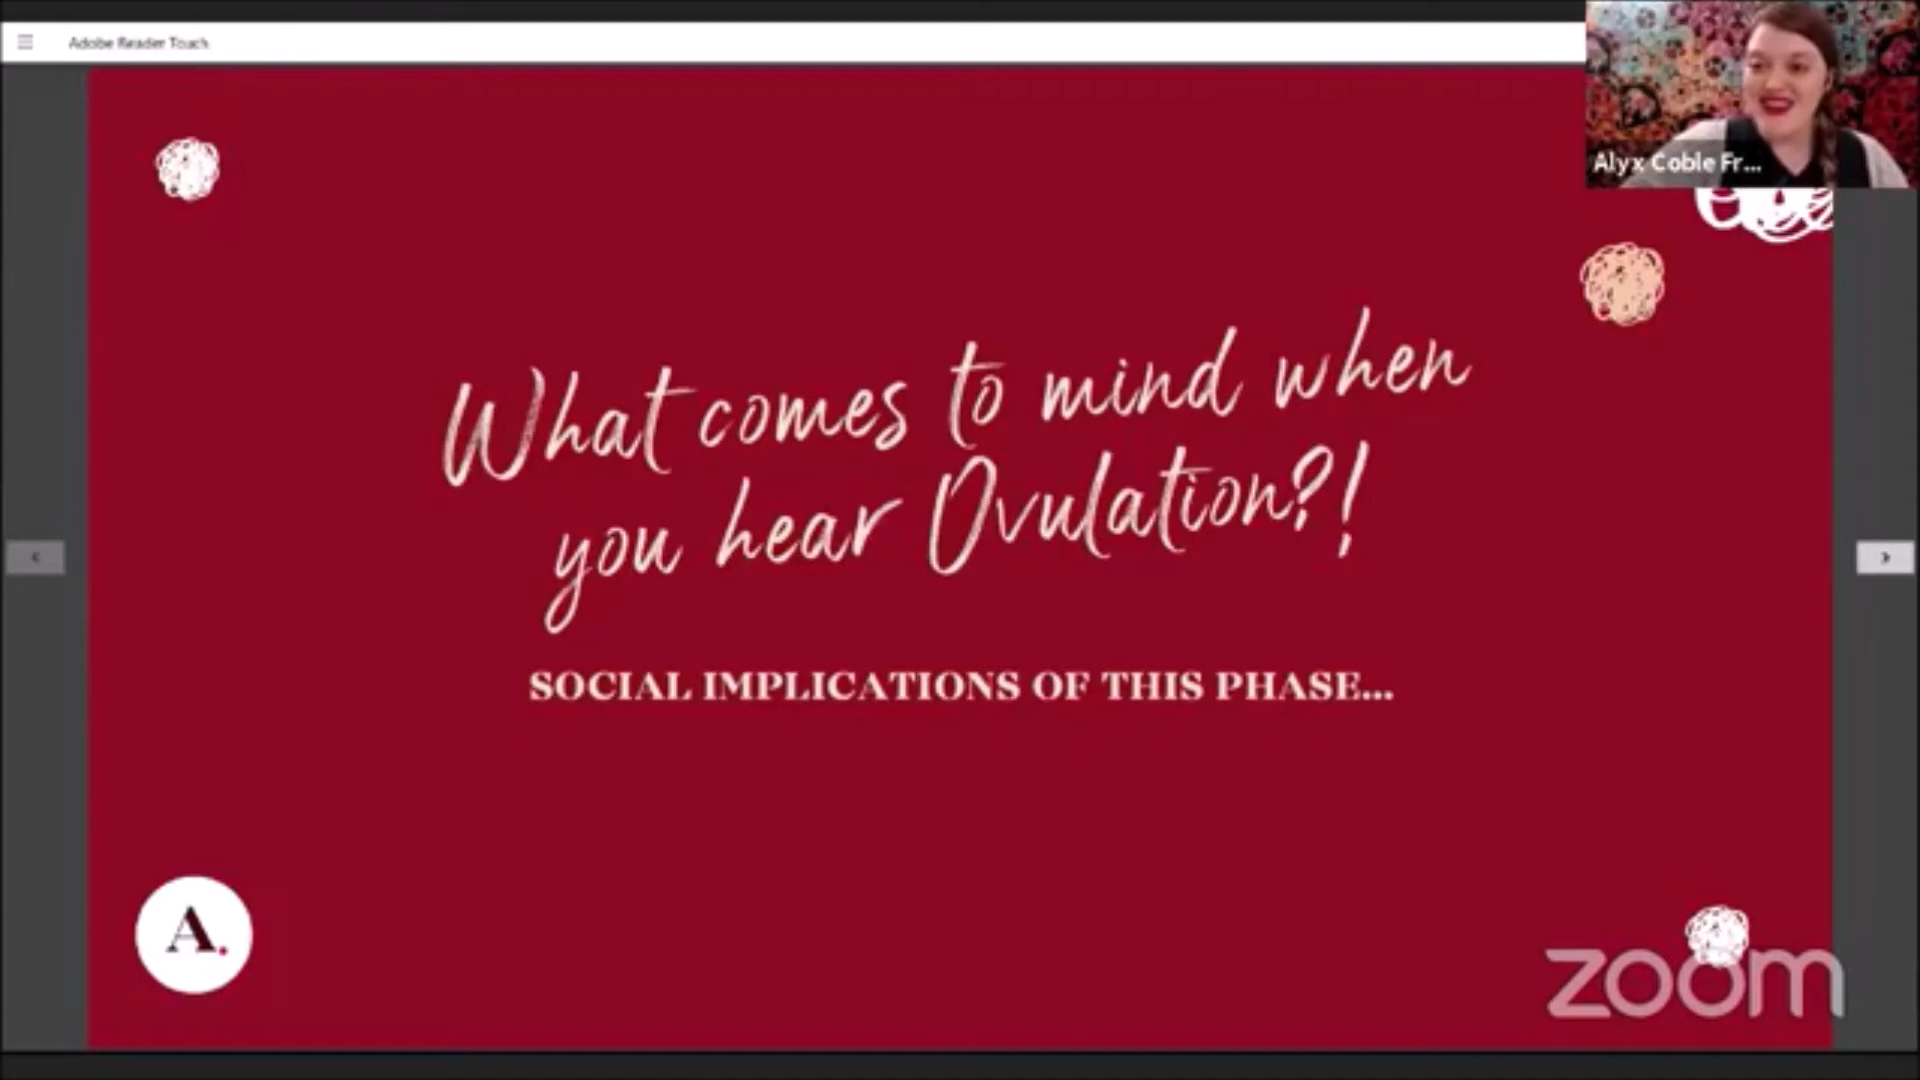 Adobe Reader Touch
Alyx Coble Fr...
What comes to mind when
you hear Ovulation?!
SOCIAL IMPLICATIONS OF THIS PHASE...
A.
zoom